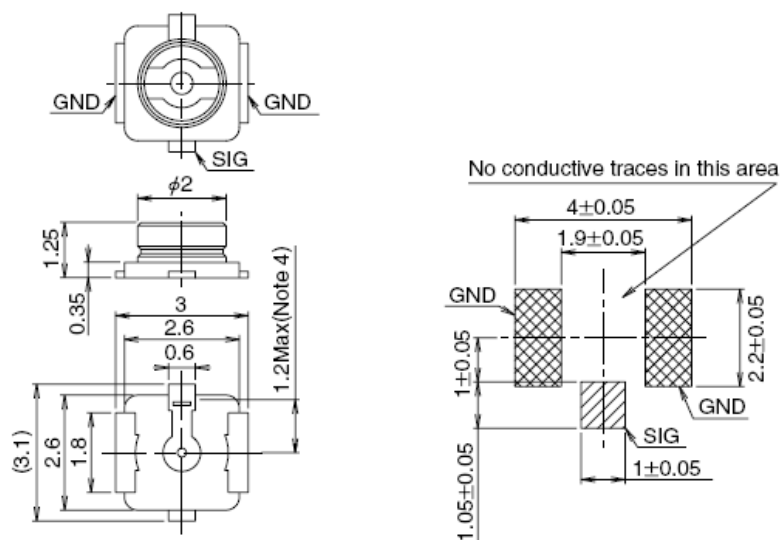 GND
GND
SIG
ϕ2
1.25
0.35
3
2.6
0.6
1.2Max(Note 4)
(3.1)
2.6
1.8
No conductive traces in this area
4±0.05
1.9±0.05
GND
1±0.05
2.2±0.05
GND
SIG
1.05±0.05
1±0.05